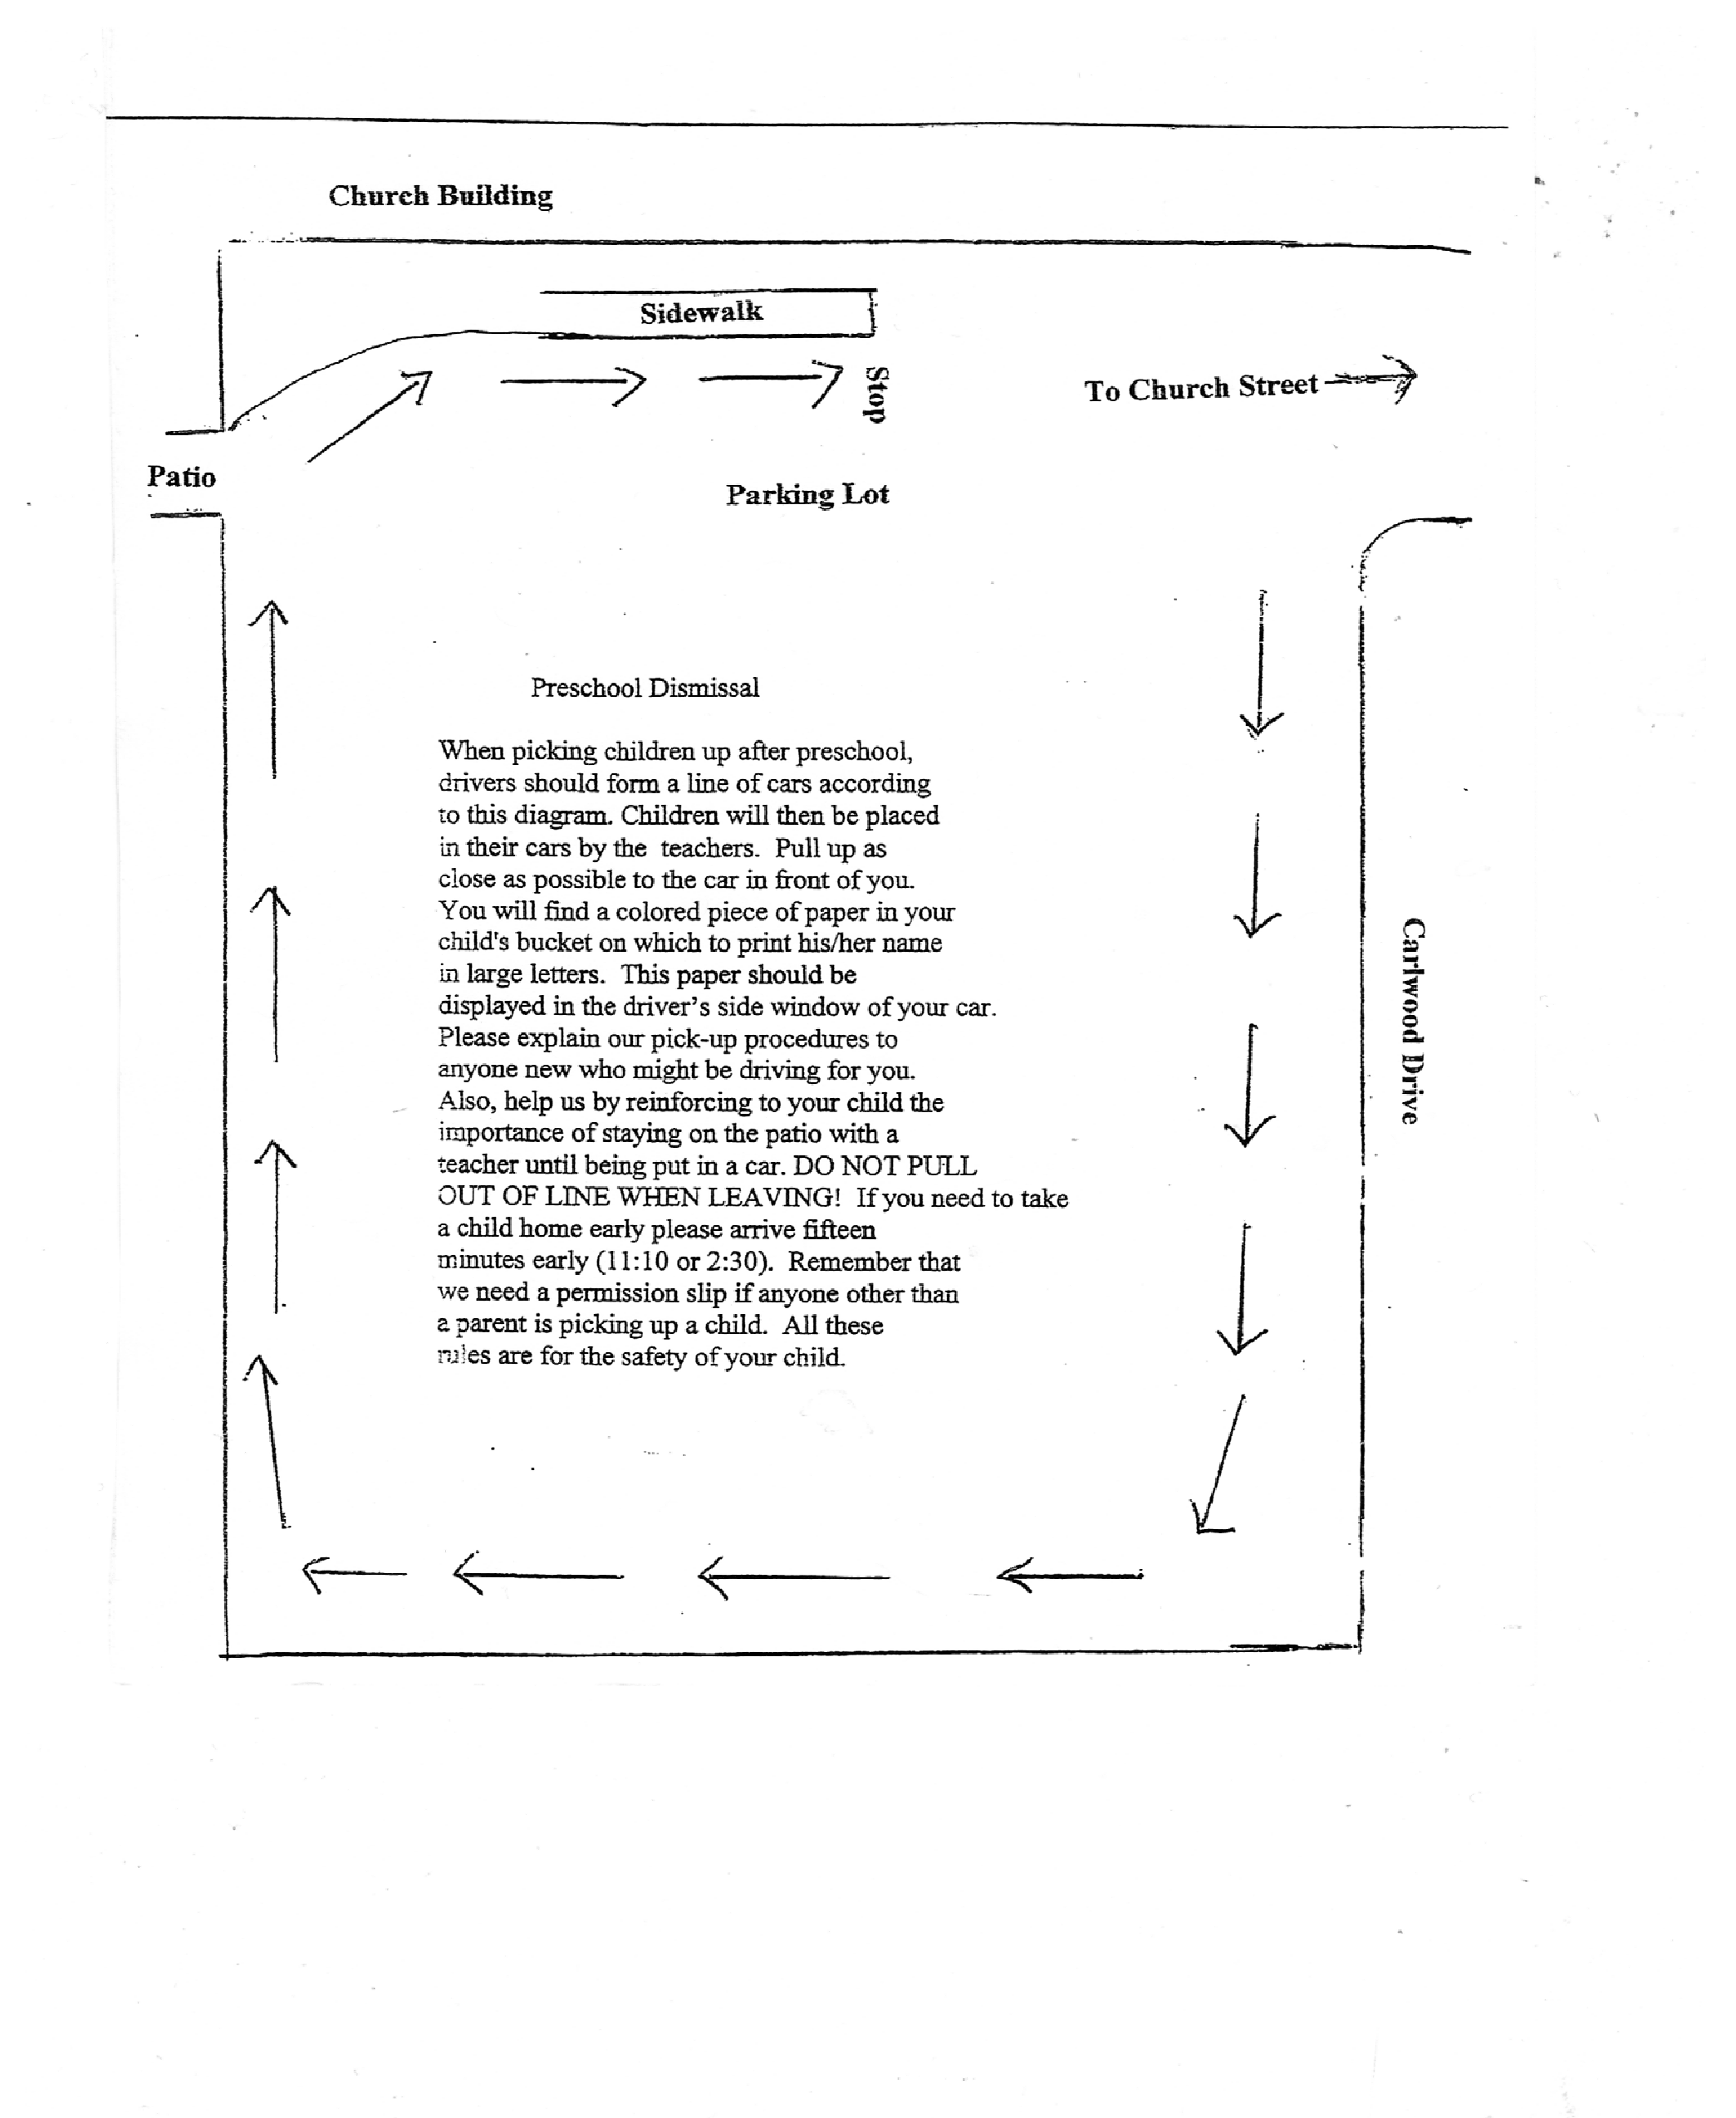 Church Building
Sidewalk
Stop
To Church Street
Patio
Parking Lot
Preschool Dismissal
When picking children up after preschool,
drivers should form a line of cars according
to this diagram. Children will then be placed
in their cars by the teachers. Pull up as
close as possible to the car in front of you.
You will find a colored piece of paper in your
child's bucket on which to print his/her name
in large letters. This paper should be
displayed in the driver's side window of your car.
Please explain our pick-up procedures to
anyone new who might be driving for you.
Also, help us by reinforcing to your child the
importance of staying on the patio with a
teacher until being put in a car. DO NOT PULL
OUT OF LINE WHEN LEAVING! If you need to take
a child home early please arrive fifteen
minutes early (11:10 or 2:30). Remember that
we need a permission slip if anyone other than
a parent is picking up a child. All these
rules are for the safety of your child.
Carlwood Drive